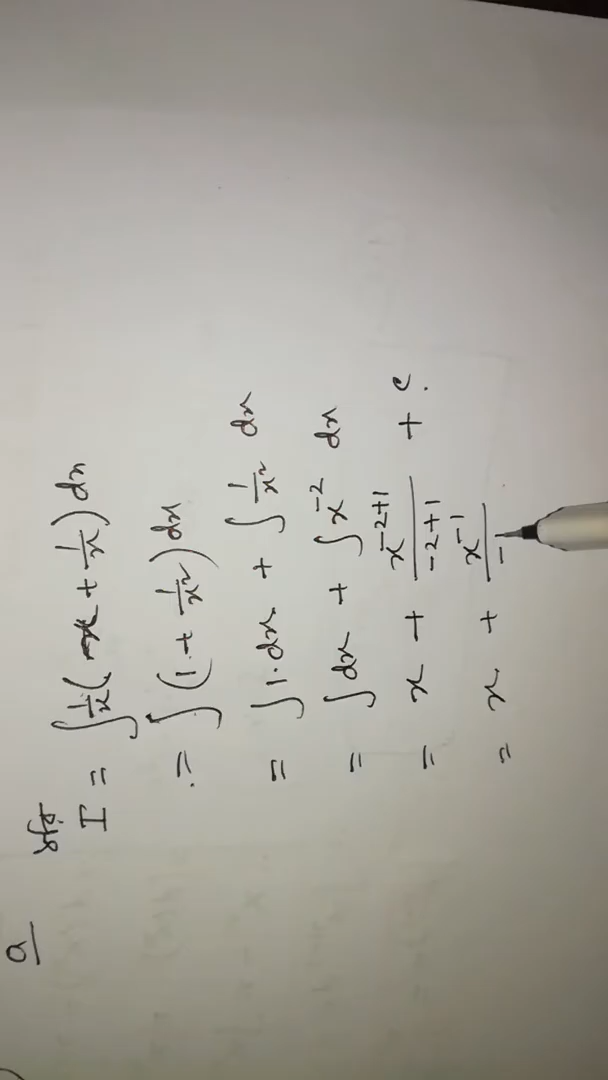 a
I = ∫ 1/x (x + 1/x) dx
= ∫ (1 + 1/x²) dx
= ∫ 1·dx + ∫ 1/x² dx
= ∫ dx + ∫ x⁻² dx
= x + x⁻²⁺¹/-2+1 + c.
= x + x⁻¹/-1